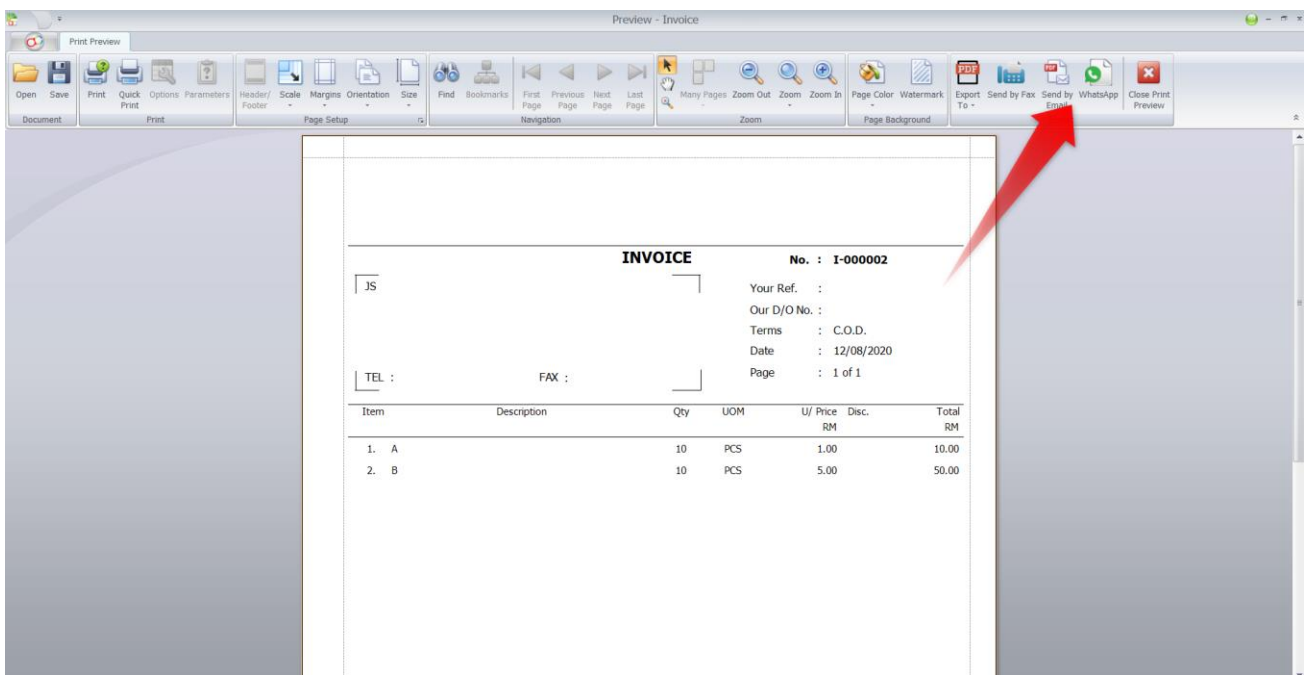 Preview - Invoice
Print Preview
Open Save Print Quick Print Options Parameters Header/ Footer Scale Margins Orientation Size Find Bookmarks First Page Previous Page Next Page Last Page Many Pages Zoom Out Zoom Zoom In Page Color Watermark PDF Export To PDF Send by Fax Send by Email WhatsApp Close Print Preview
Document Print Page Setup Navigation Zoom Page Background
INVOICE No. : I-000002
JS
Your Ref. :
Our D/O No. :
Terms : C.O.D.
Date : 12/08/2020
TEL : FAX : Page : 1 of 1
Item Description Qty UOM U/ Price Disc. Total
RM RM
1. A 10 PCS 1.00 10.00
2. B 10 PCS 5.00 50.00